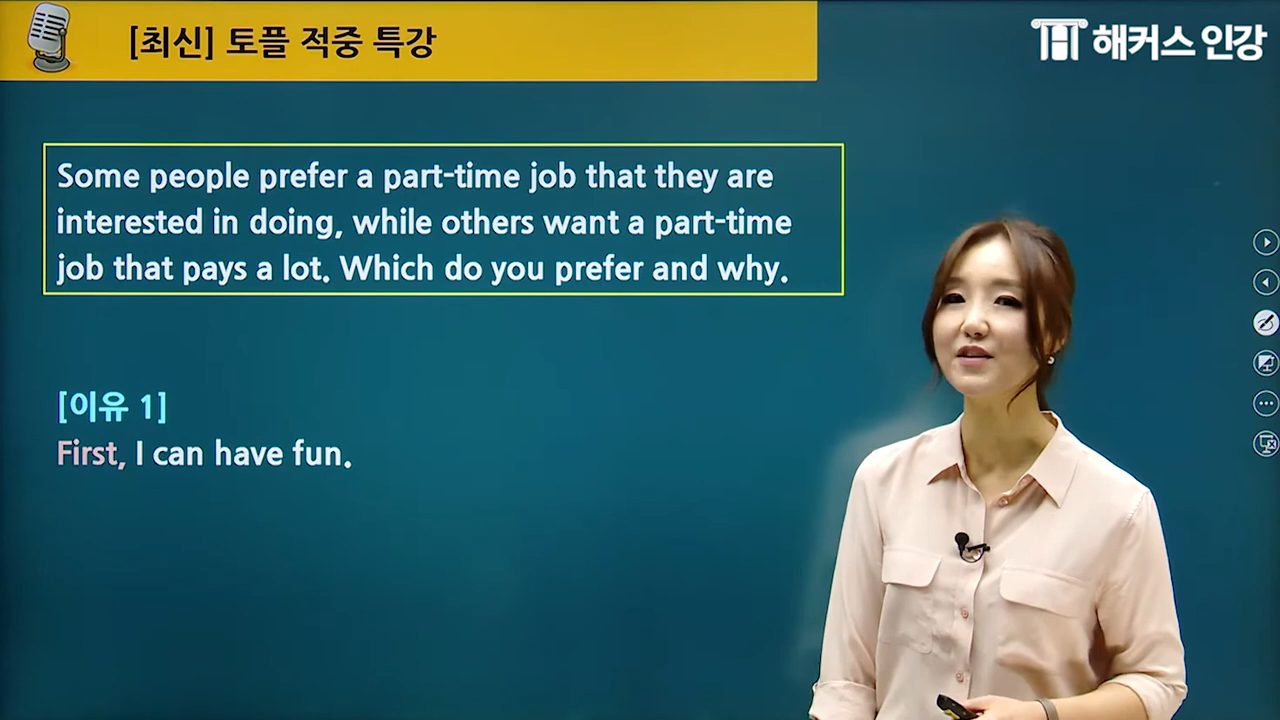 [최신] 토플 적중 특강
해커스 인강
Some people prefer a part-time job that they are
interested in doing, while others want a part-time
job that pays a lot. Which do you prefer and why.
[이유 1]
First, I can have fun.